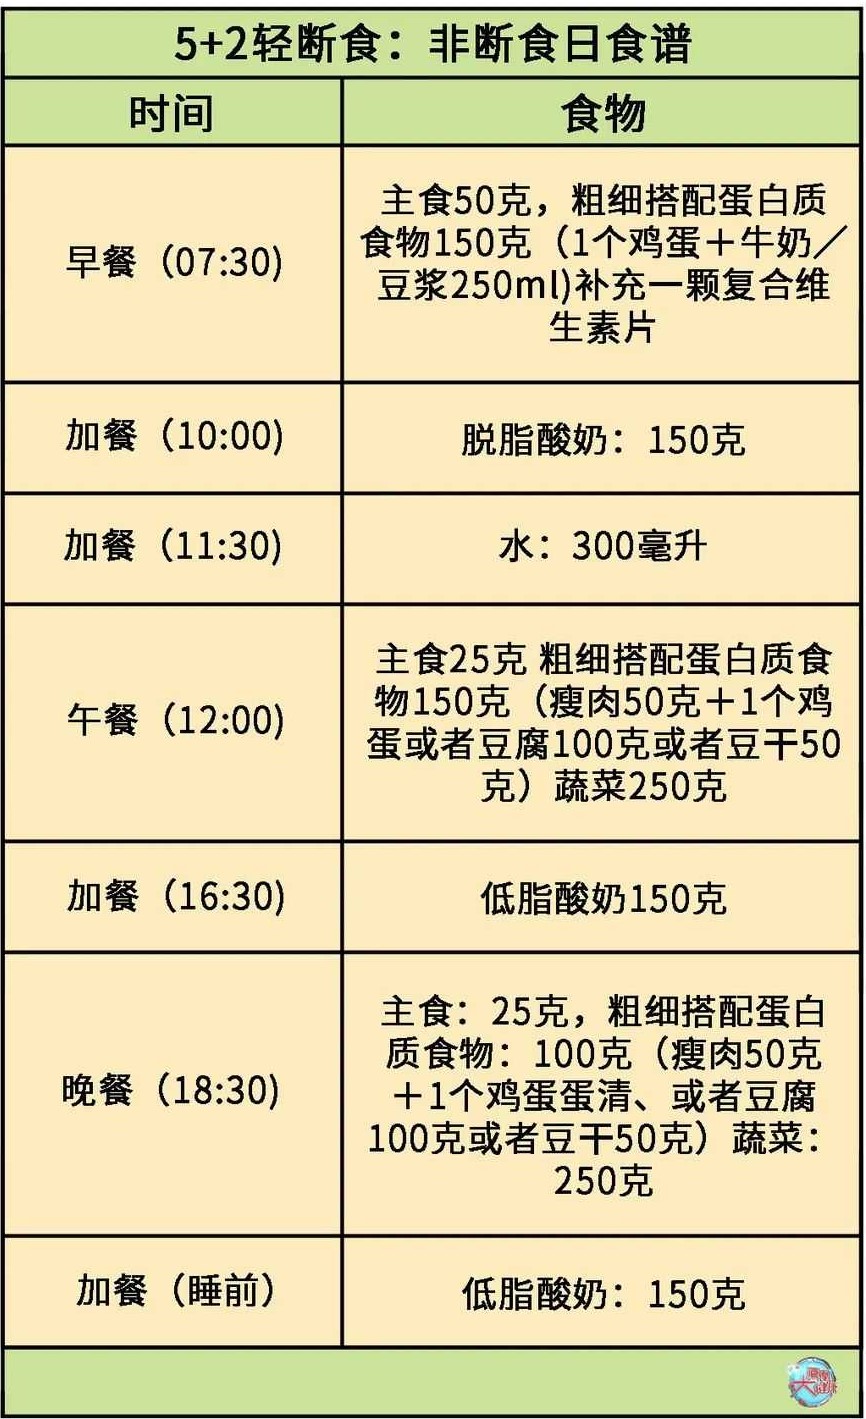 5+2轻断食：非断食日食谱
时间
食物
早餐（07:30)
主食50克，粗细搭配蛋白质
食物150克（1个鸡蛋＋牛奶／
豆浆250ml)补充一颗复合维
生素片
加餐（10:00)
脱脂酸奶：150克
加餐（11:30)
水：300毫升
午餐（12:00)
主食25克 粗细搭配蛋白质食
物150克（瘦肉50克＋1个鸡
蛋或者豆腐100克或者豆干50
克）蔬菜250克
加餐（16:30)
低脂酸奶150克
晚餐（18:30)
主食：25克，粗细搭配蛋白
质食物：100克（瘦肉50克
＋1个鸡蛋蛋清、或者豆腐
100克或者豆干50克）蔬菜：
250克
加餐（睡前）
低脂酸奶：150克